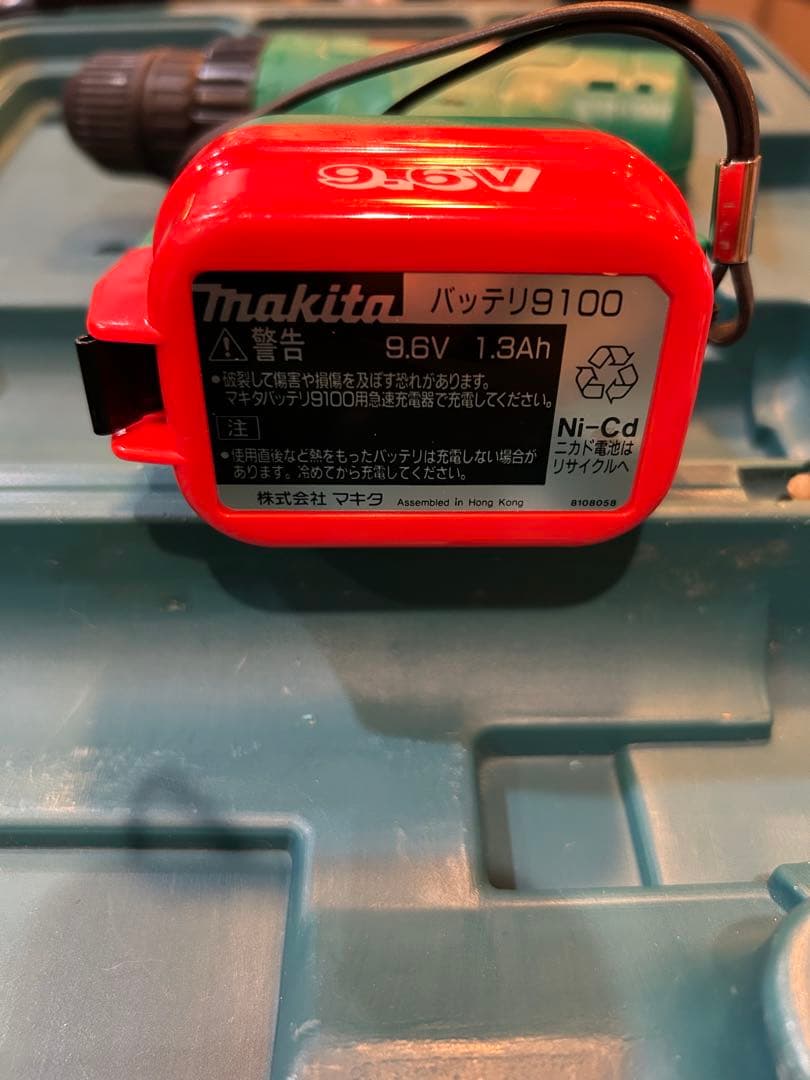 9.6V
makita バッテリ9100
警告 9.6V 1.3Ah
•破裂して傷害や損傷を及ぼす恐れがあります。
マキタバッテリ9100用急速充電器で充電してください。
注
•使用直後など熱をもったバッテリは充電しない場合が
あります。冷めてから充電してください。
Ni-Cd
ニカド電池は
リサイクルへ
株式会社 マキタ Assembled in Hong Kong 8108058